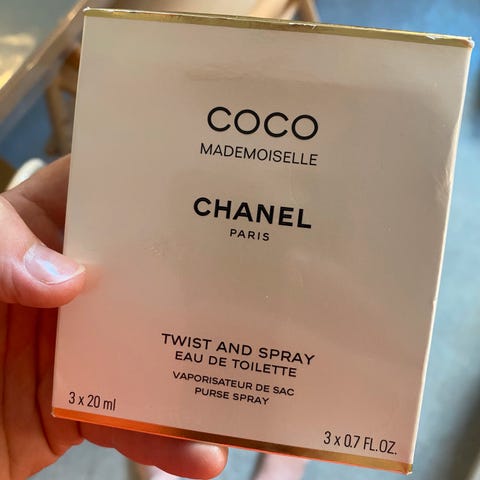 COCO
MADEMOISELLE
CHANEL
PARIS
TWIST AND SPRAY
EAU DE TOILETTE
VAPORISATEUR DE SAC
PURSE SPRAY
3 x 20 ml
3 x 0.7 FL.OZ.